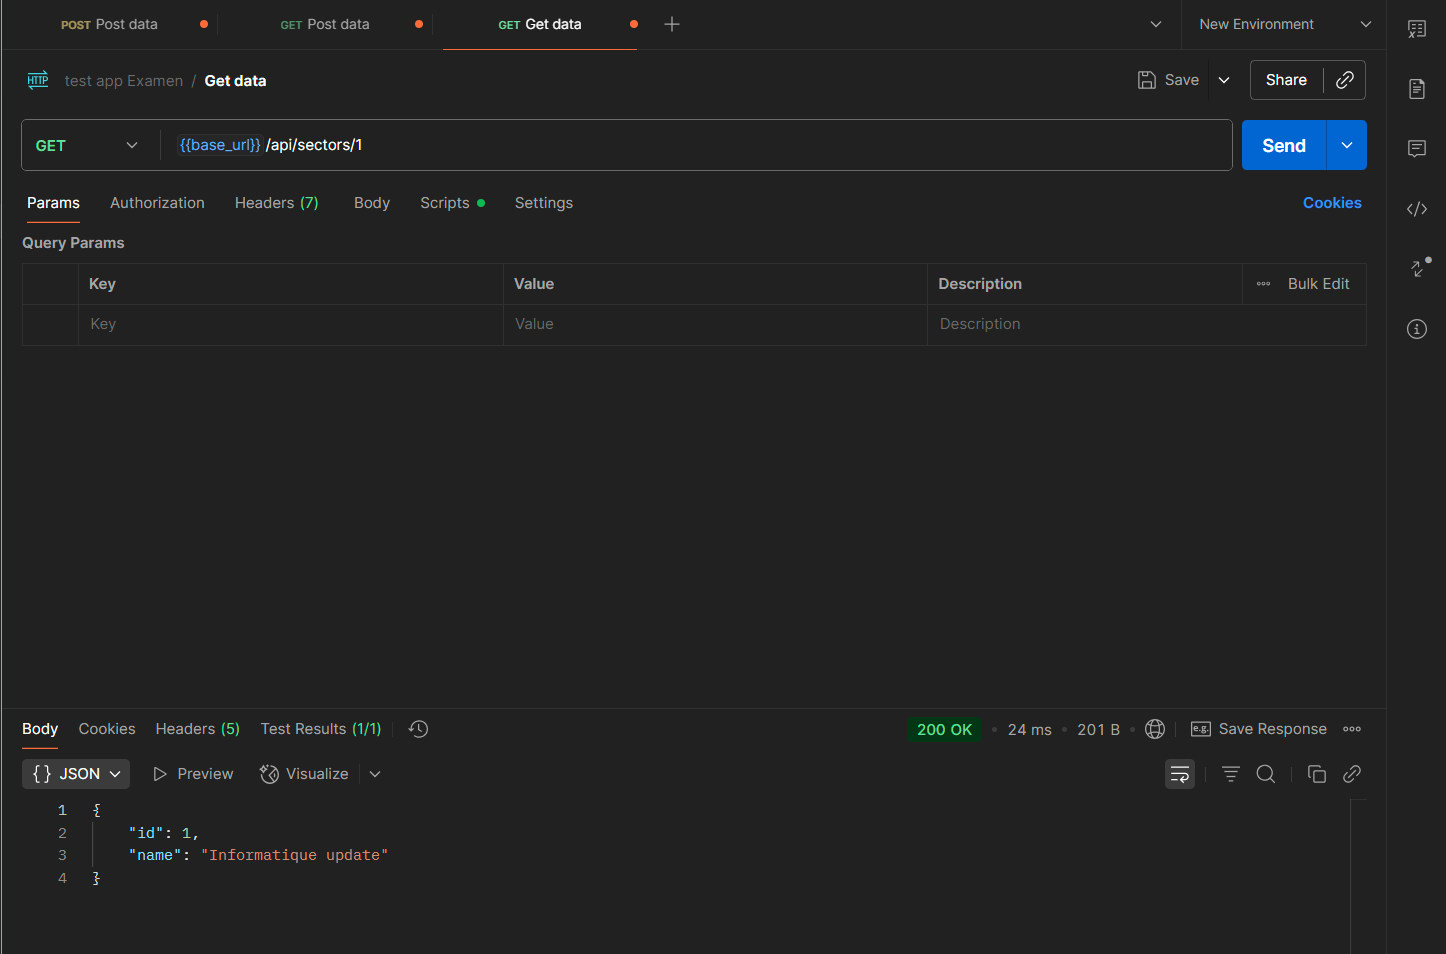 POST Post data GET Post data GET Get data New Environment
HTTP test app Examen / Get data Save Share
GET {{base_url}}/api/sectors/1 Send
Params Authorization Headers (7) Body Scripts Settings Cookies
Query Params
Key Value Description Bulk Edit
Key Value Description
Body Cookies Headers (5) Test Results (1/1) 200 OK 24 ms 201 B e.g. Save Response
{} JSON Preview Visualize
1 {
2 "id": 1,
3 "name": "Informatique update"
4 }